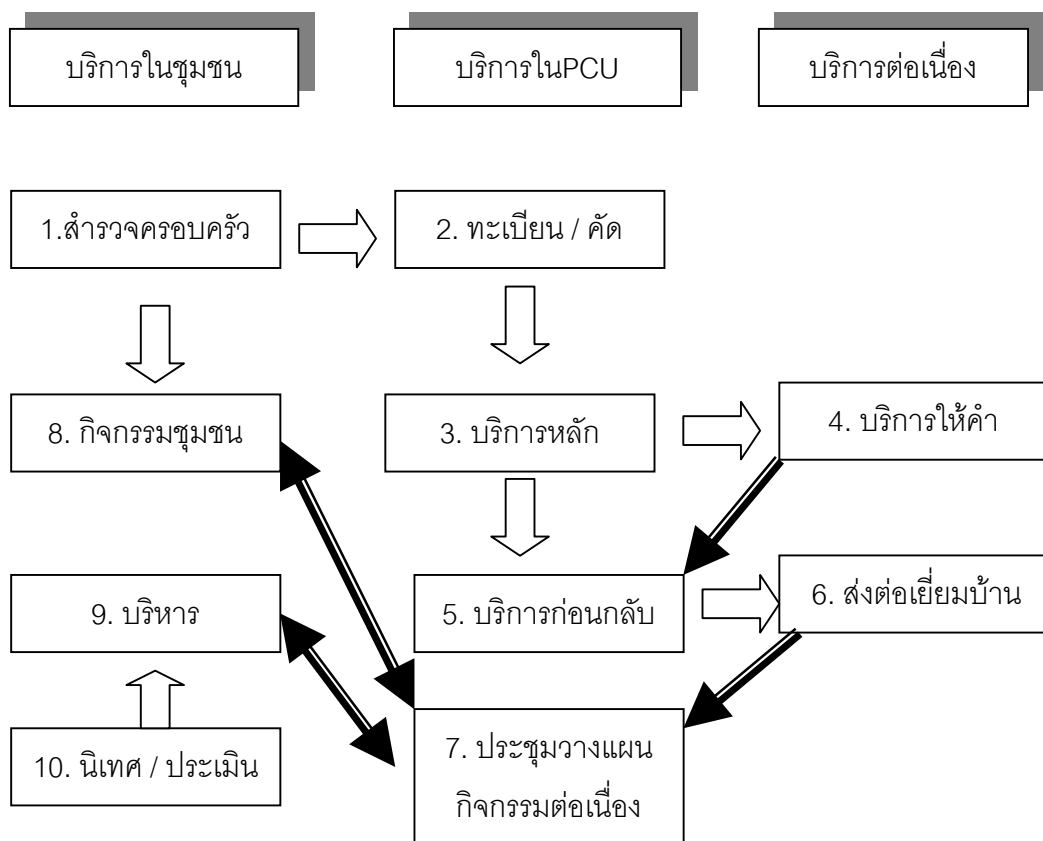 บริการในชุมชน
บริการในPCU
บริการต่อเนื่อง
1.สำรวจครอบครัว
2. ทะเบียน / คัด
8. กิจกรรมชุมชน
3. บริการหลัก
4. บริการให้คำ
9. บริหาร
5. บริการก่อนกลับ
6. ส่งต่อเยี่ยมบ้าน
10. นิเทศ / ประเมิน
7. ประชุมวางแผน
กิจกรรมต่อเนื่อง